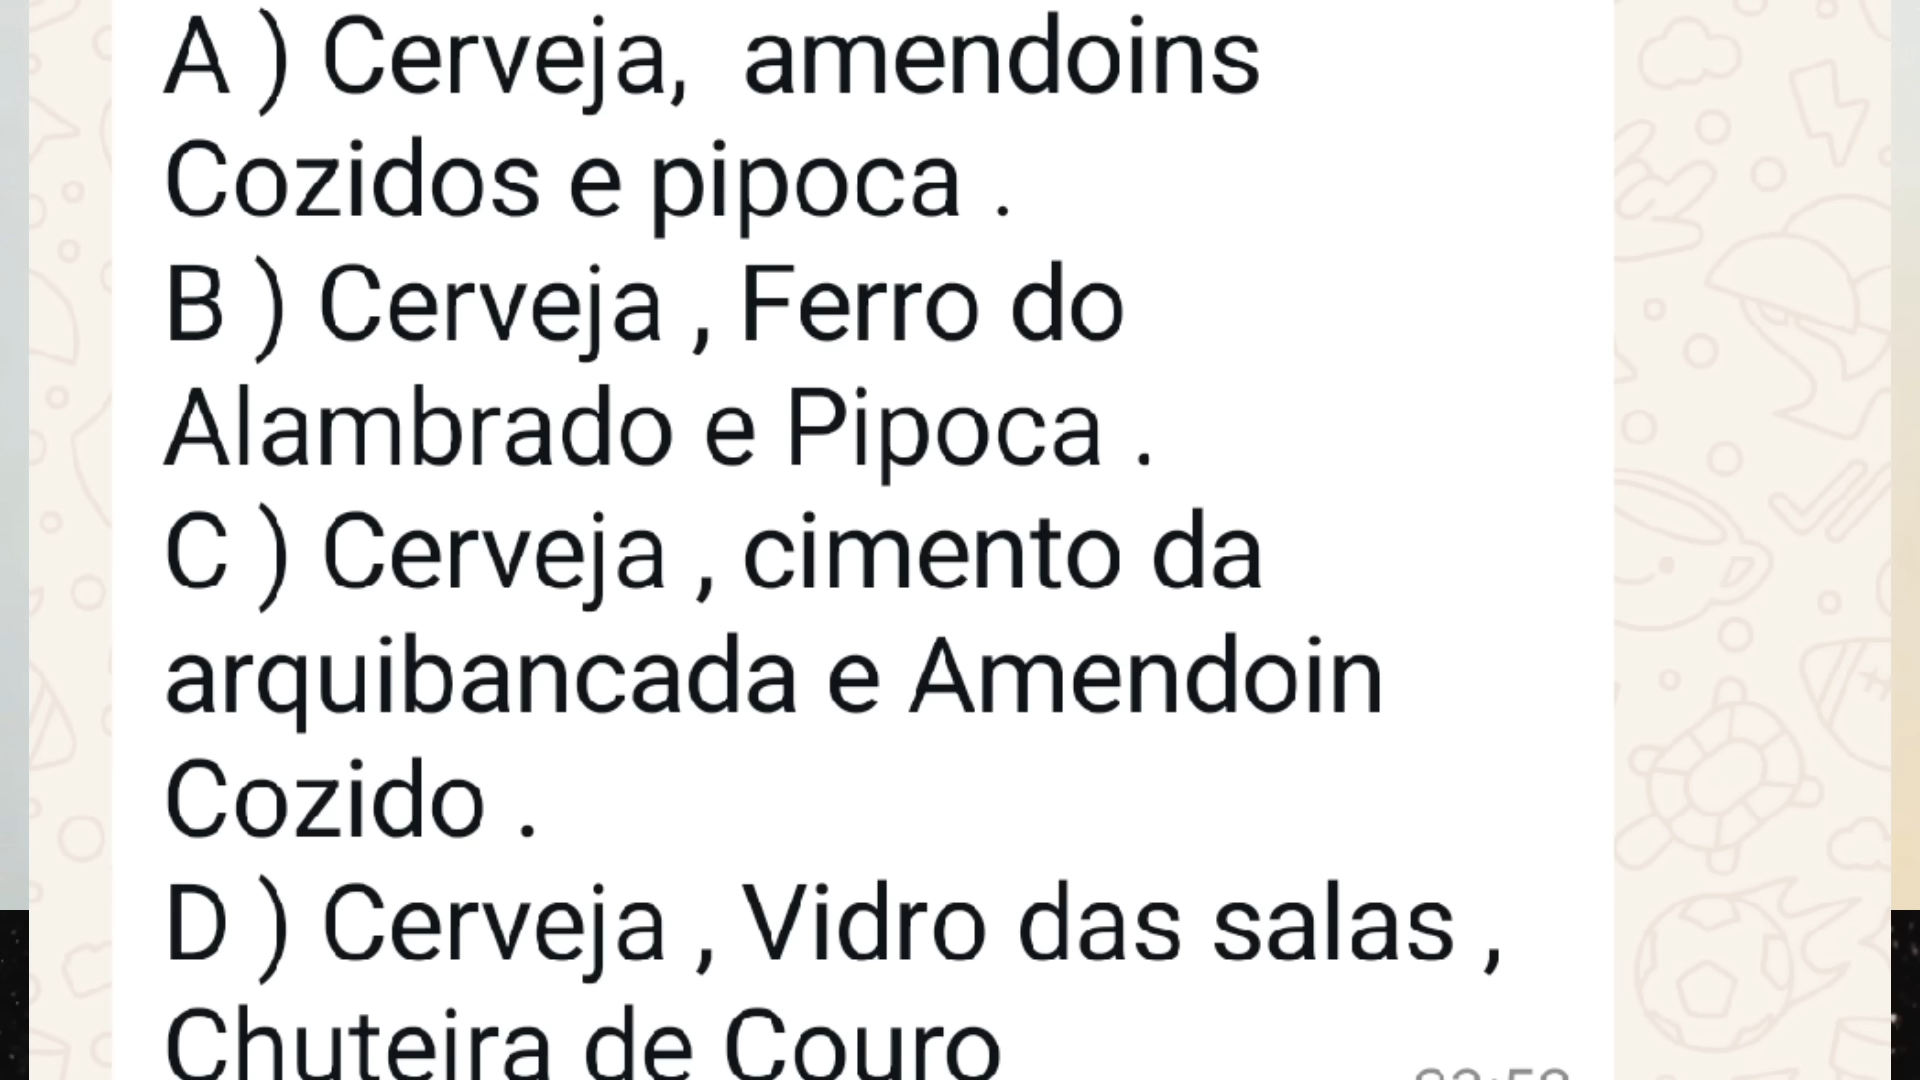 A ) Cerveja,  amendoins
Cozidos e pipoca .
B ) Cerveja , Ferro do
Alambrado e Pipoca .
C ) Cerveja , cimento da
arquibancada e Amendoin
Cozido .
D ) Cerveja , Vidro das salas ,
Chuteira de Couro